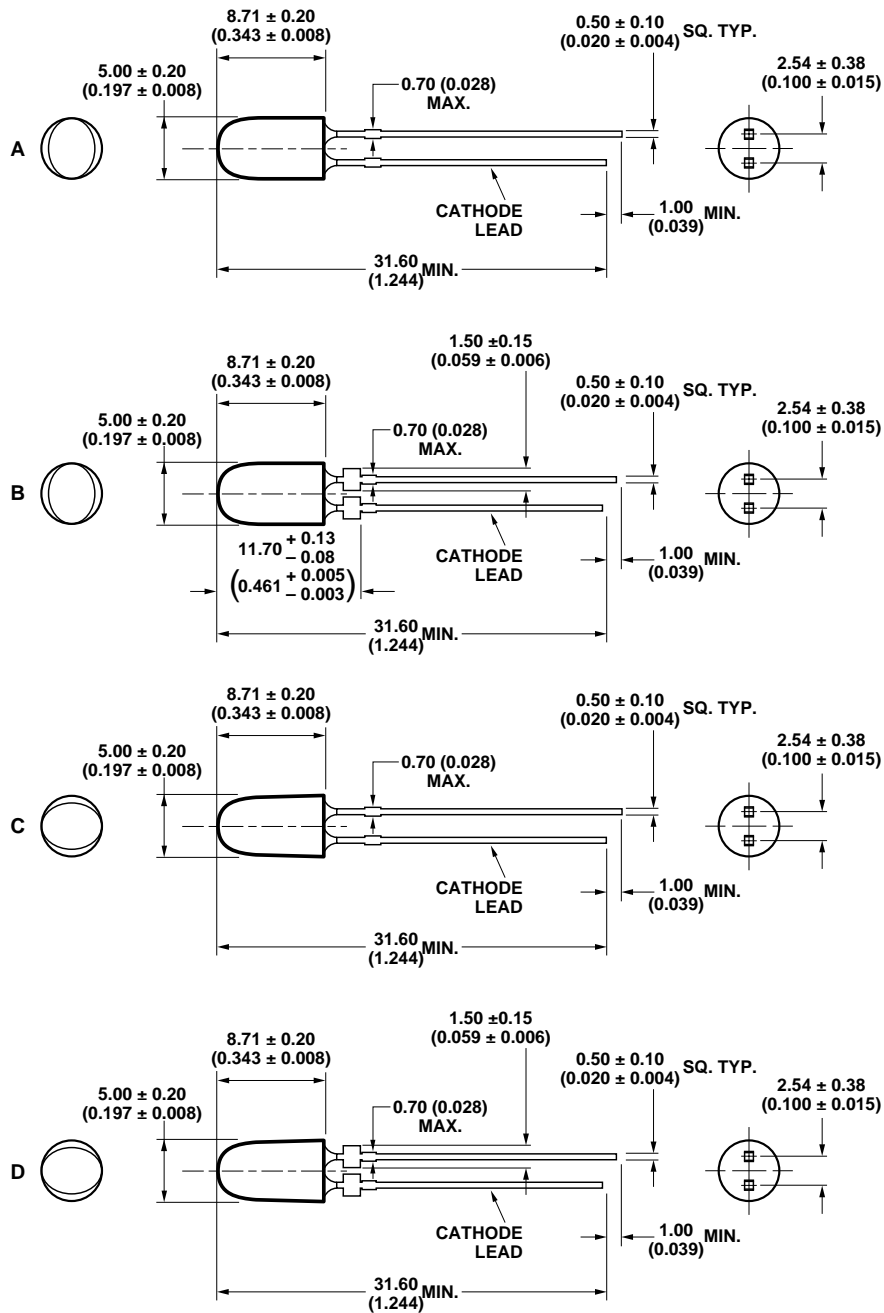 8.71 ± 0.20
(0.343 ± 0.008)
0.50 ± 0.10
(0.020 ± 0.004) SQ. TYP.
2.54 ± 0.38
(0.100 ± 0.015)
5.00 ± 0.20
(0.197 ± 0.008)
0.70 (0.028)
MAX.
A
CATHODE
LEAD
1.00
(0.039) MIN.
31.60
(1.244) MIN.
1.50 ±0.15
(0.059 ± 0.006)
8.71 ± 0.20
(0.343 ± 0.008)
0.50 ± 0.10
(0.020 ± 0.004) SQ. TYP.
2.54 ± 0.38
(0.100 ± 0.015)
5.00 ± 0.20
(0.197 ± 0.008)
0.70 (0.028)
MAX.
B
11.70 + 0.13
– 0.08
(0.461 + 0.005
– 0.003)
CATHODE
LEAD
1.00
(0.039) MIN.
31.60
(1.244) MIN.
8.71 ± 0.20
(0.343 ± 0.008)
0.50 ± 0.10
(0.020 ± 0.004) SQ. TYP.
2.54 ± 0.38
(0.100 ± 0.015)
5.00 ± 0.20
(0.197 ± 0.008)
0.70 (0.028)
MAX.
C
CATHODE
LEAD
1.00
(0.039) MIN.
31.60
(1.244) MIN.
1.50 ±0.15
(0.059 ± 0.006)
8.71 ± 0.20
(0.343 ± 0.008)
0.50 ± 0.10
(0.020 ± 0.004) SQ. TYP.
2.54 ± 0.38
(0.100 ± 0.015)
5.00 ± 0.20
(0.197 ± 0.008)
0.70 (0.028)
MAX.
D
CATHODE
LEAD
1.00
(0.039) MIN.
31.60
(1.244) MIN.